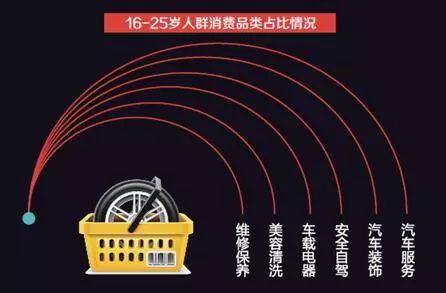 16-25岁人群消费品类占比情况
维修保养
美容清洗
车载电器
安全自驾
汽车装饰
汽车服务